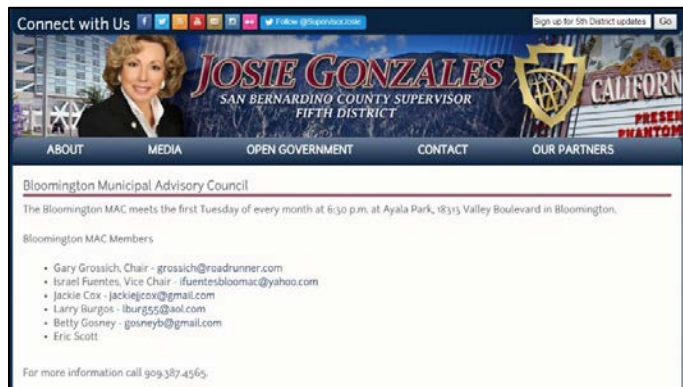 Connect with Us
Follow @SupervisorJosie
Sign up for 5th District updates Go
JOSIE GONZALES
SAN BERNARDINO COUNTY SUPERVISOR
FIFTH DISTRICT
CALIFORN
PRESEN
PHANTOM
ABOUT MEDIA OPEN GOVERNMENT CONTACT OUR PARTNERS
Bloomington Municipal Advisory Council
The Bloomington MAC meets the first Tuesday of every month at 6:30 p.m. at Ayala Park, 18313 Valley Boulevard in Bloomington.
Bloomington MAC Members
• Gary Grossich, Chair - grossich@roadrunner.com
• Israel Fuentes, Vice Chair - ifuentesbloomac@yahoo.com
• Jackie Cox - jackiejjcox@gmail.com
• Larry Burgos - lburg55@aol.com
• Betty Gosney - gosneyb@gmail.com
• Eric Scott
For more information call 909.387.4565.